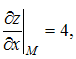 ∂z/∂x|_M = 4,